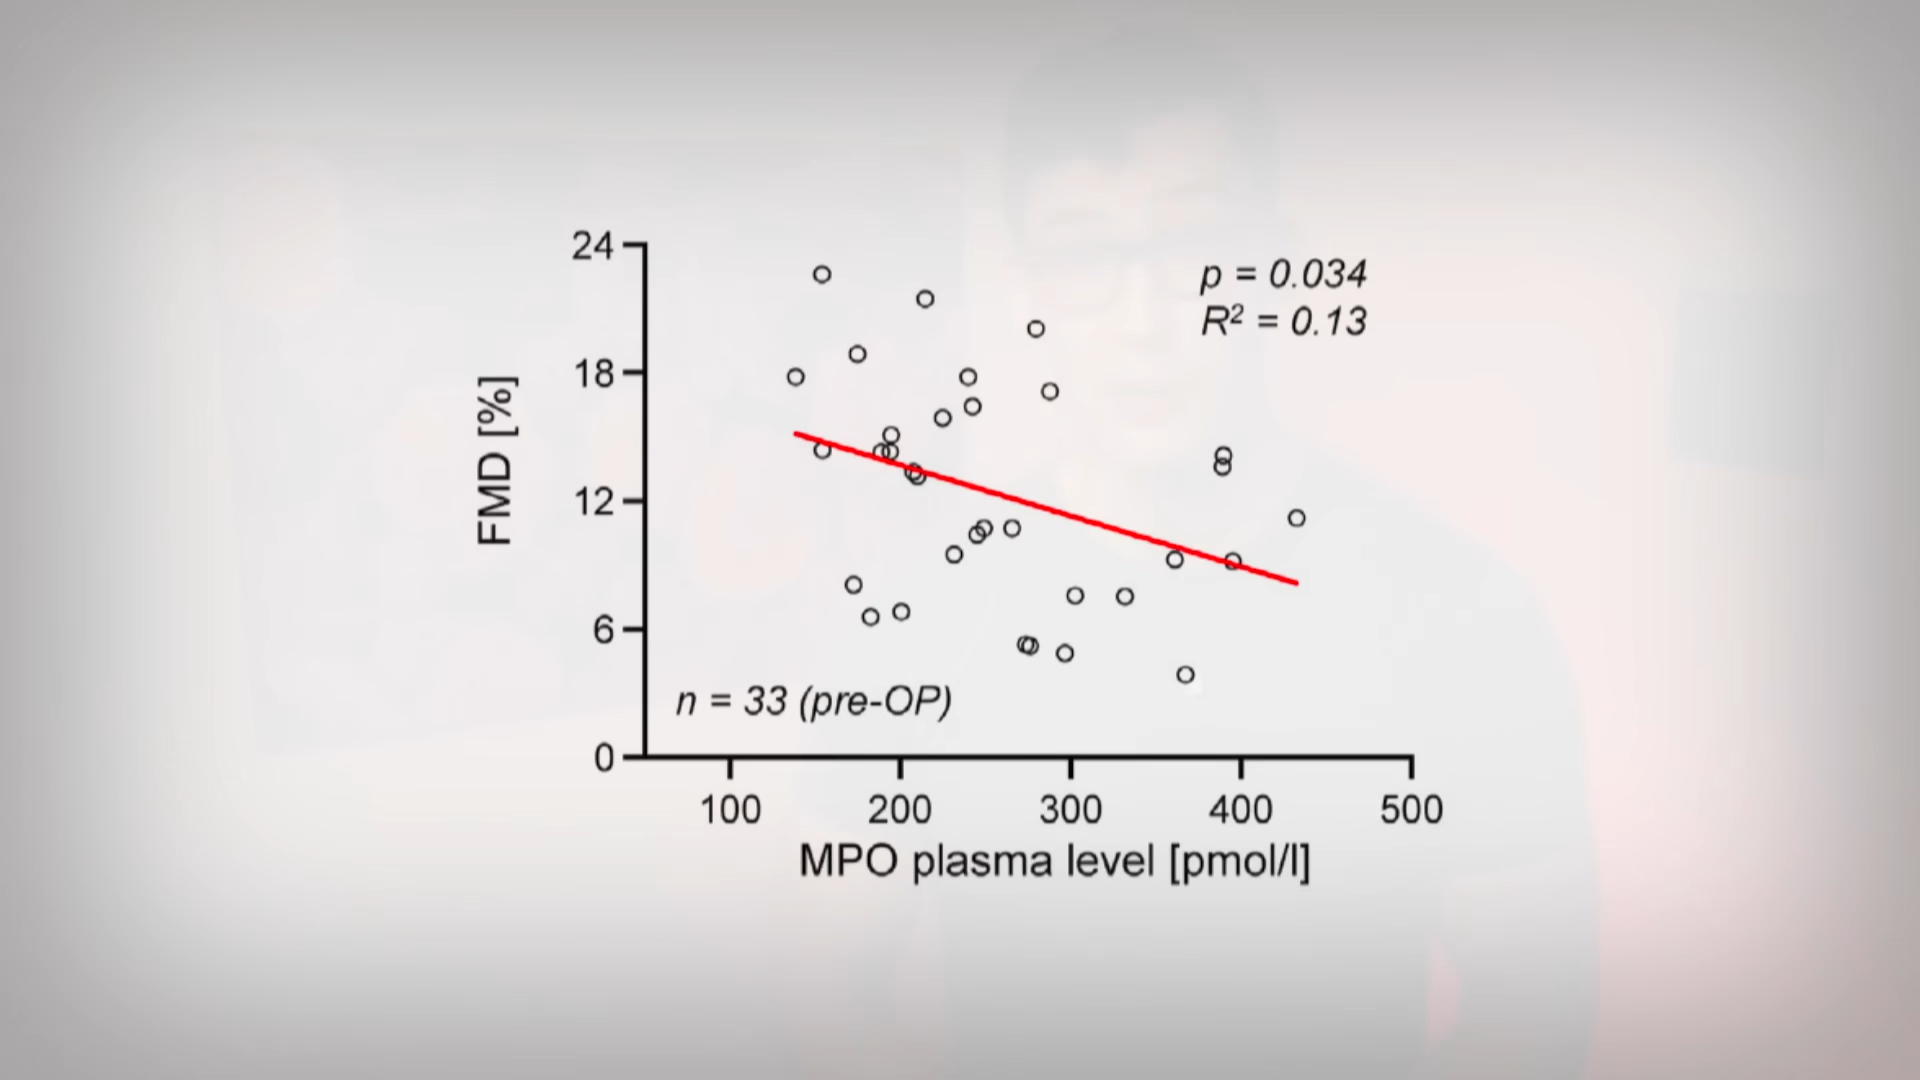 24
p = 0.034
R² = 0.13
18
FMD [%]
12
6
n = 33 (pre-OP)
0
100 200 300 400 500
MPO plasma level [pmol/l]